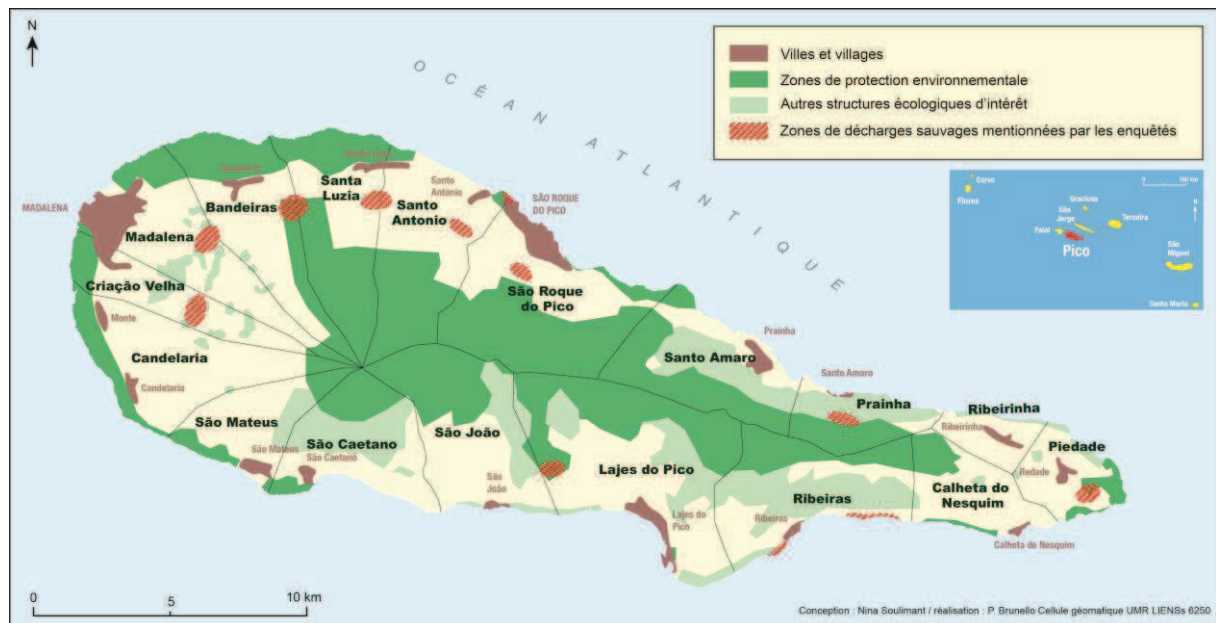 N
OCÉAN ATLANTIQUE
Villes et villages
Zones de protection environnementale
Autres structures écologiques d'intérêt
Zones de décharges sauvages mentionnées par les enquêtés
Corvo
Flores
Graciosa
São
Jorge
Terceira
Faial
Pico
São
Miguel
Santa Maria
0
100 km
N
MADALENA
Bandeiras
Santa
Luzia
Santo
António
Santo
Antonio
SÃO ROQUE
DO PICO
Madalena
Criação Velha
Monte
São Roque
do Pico
Candelaria
Candelaria
Prainha
Santo Amaro
Santo Amaro
Prainha
Ribeirinha
Ribeirinha
São Mateus
São Mateus
São Caetano
São Caetano
São João
São
João
Lajes do Pico
Lajes do
Pico
Ribeiras
Ribeiras
Calheta do
Nesquim
Piedade
Calheta de Nesquim
0
5
10 km
Conception : Nina Soulimant / réalisation : P. Brunello Cellule géomatique UMR LIENSs 6250